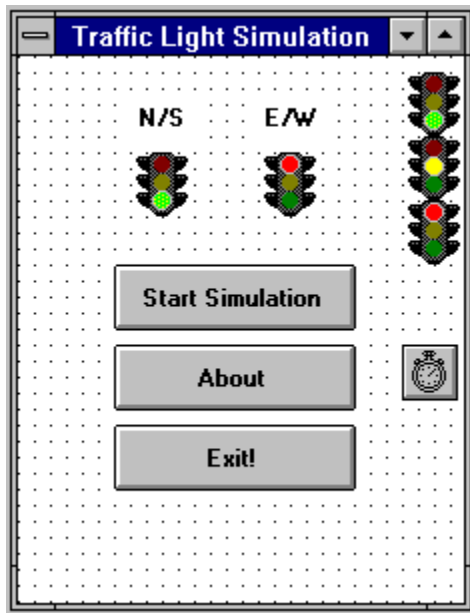 Traffic Light Simulation
N/S E/W
Start Simulation
About
Exit!